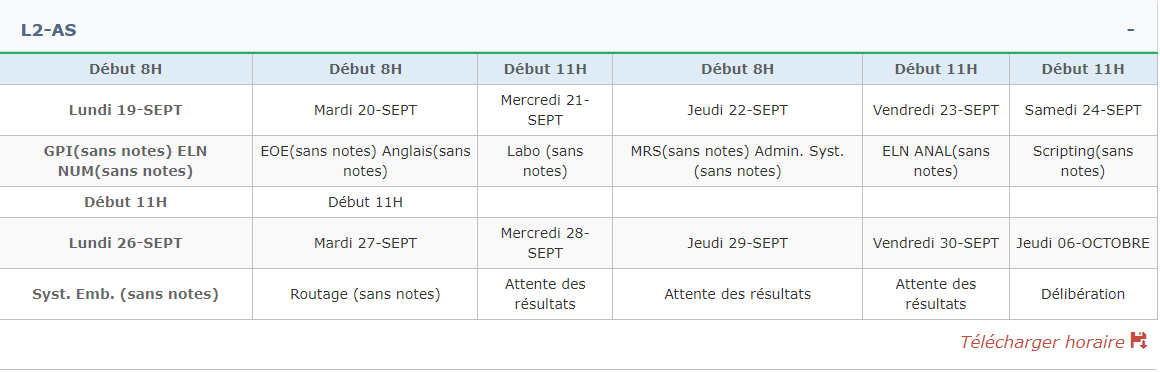 L2-AS
-
Début 8H Début 8H Début 11H Début 8H Début 11H Début 11H
Lundi 19-SEPT Mardi 20-SEPT Mercredi 21-SEPT Jeudi 22-SEPT Vendredi 23-SEPT Samedi 24-SEPT
GPI(sans notes) ELN NUM(sans notes) EOE(sans notes) Anglais(sans notes) Labo (sans notes) MRS(sans notes) Admin. Syst.(sans notes) ELN ANAL(sans notes) Scripting(sans notes)
Début 11H Début 11H
Lundi 26-SEPT Mardi 27-SEPT Mercredi 28-SEPT Jeudi 29-SEPT Vendredi 30-SEPT Jeudi 06-OCTOBRE
Syst. Emb. (sans notes) Routage (sans notes) Attente des résultats Attente des résultats Attente des résultats Délibération
Télécharger horaire